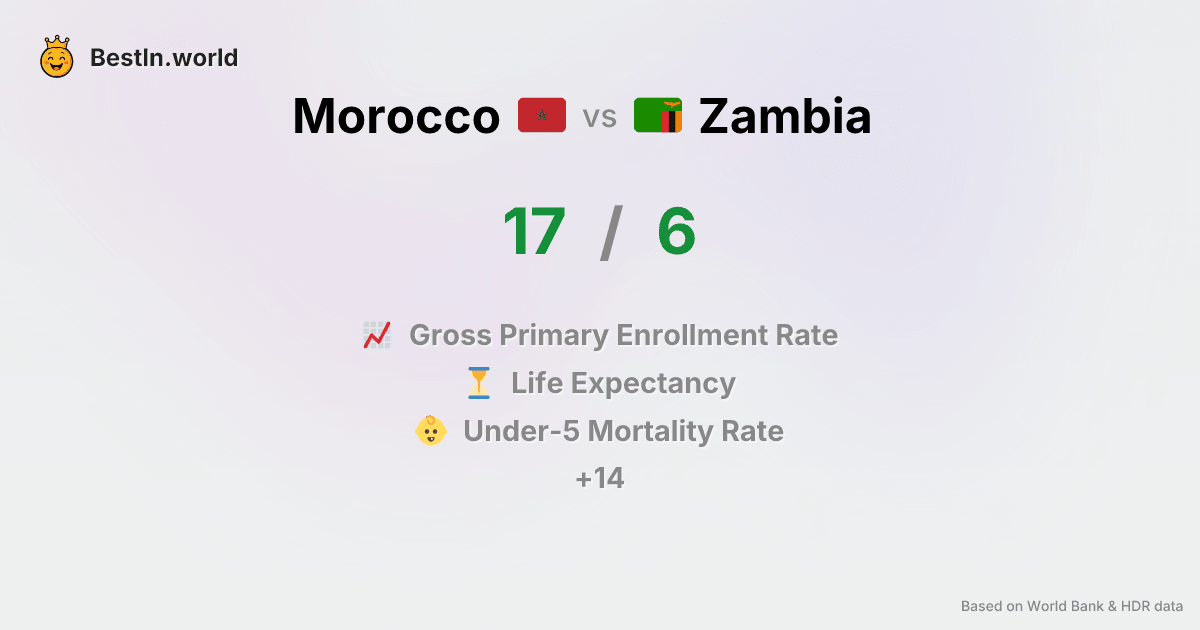 BestIn.world
Morocco vs Zambia
17 / 6
Gross Primary Enrollment Rate
Life Expectancy
Under-5 Mortality Rate
+14
Based on World Bank & HDR data